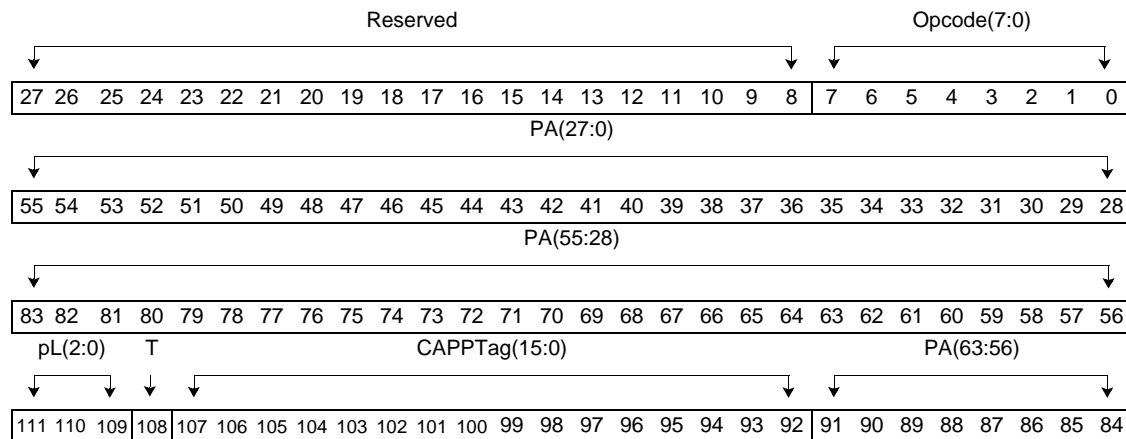 Reserved Opcode(7:0)
27 26 25 24 23 22 21 20 19 18 17 16 15 14 13 12 11 10 9 8 7 6 5 4 3 2 1 0
PA(27:0)
55 54 53 52 51 50 49 48 47 46 45 44 43 42 41 40 39 38 37 36 35 34 33 32 31 30 29 28
PA(55:28)
83 82 81 80 79 78 77 76 75 74 73 72 71 70 69 68 67 66 65 64 63 62 61 60 59 58 57 56
pL(2:0) T CAPPTag(15:0) PA(63:56)
111 110 109 108 107 106 105 104 103 102 101 100 99 98 97 96 95 94 93 92 91 90 89 88 87 86 85 84